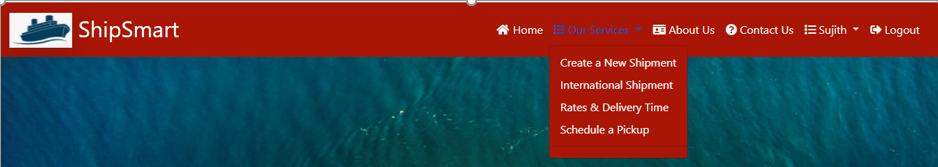 ShipSmart
Home Our Services About Us Contact Us Sujith Logout
Create a New Shipment
International Shipment
Rates & Delivery Time
Schedule a Pickup